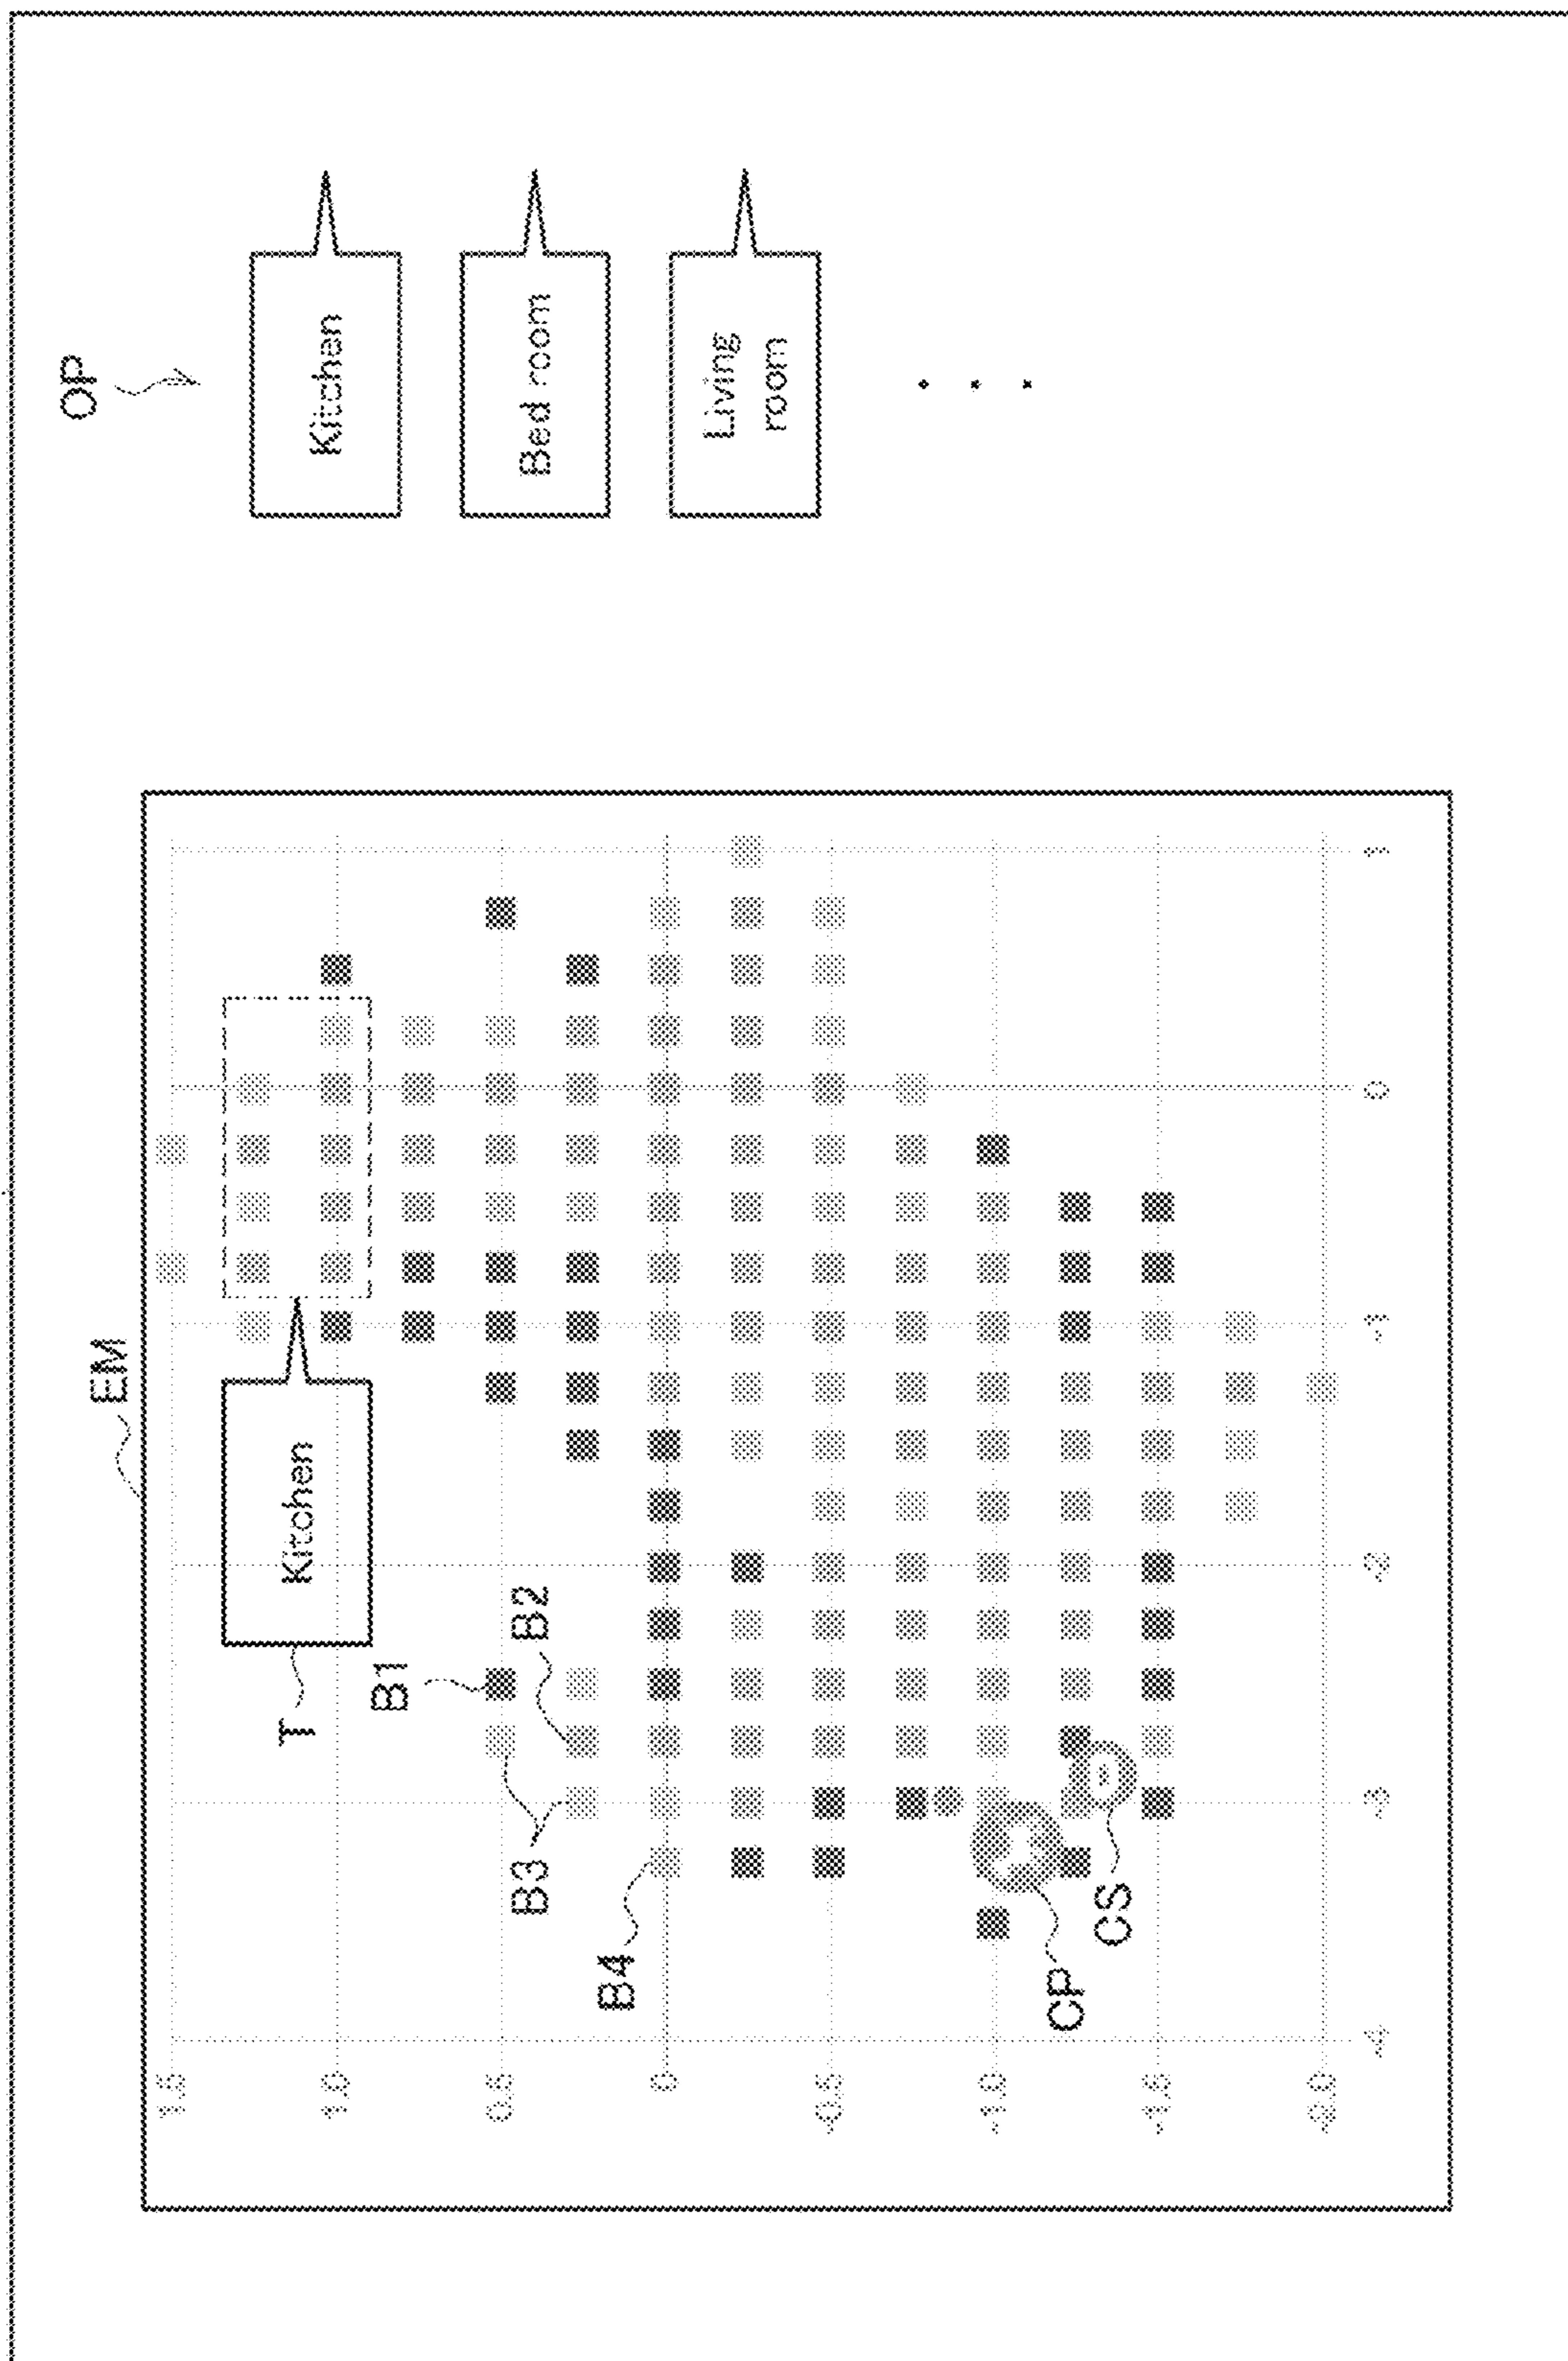 EM
OP
Kitchen
T
B1
B2
B3
B4
CP
CS
1.5
1.0
0.5
0
-0.5
-1.0
-1.5
-2.0
-4
-3
-2
-1
0
1
Kitchen
Bed room
Living
room